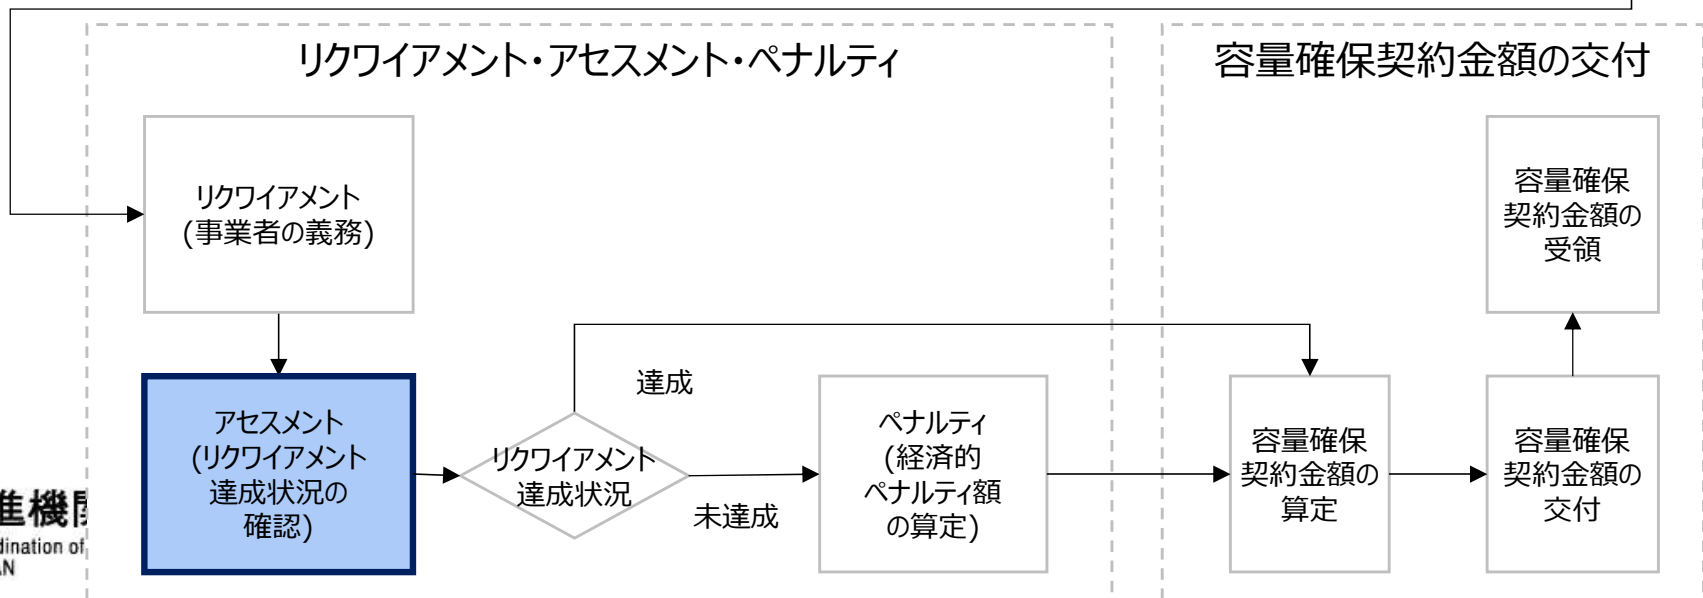 リクワイアメント・アセスメント・ペナルティ
容量確保契約金額の交付
リクワイアメント
(事業者の義務)
容量確保
契約金額の
受領
達成
アセスメント
(リクワイアメント
達成状況の
確認)
リクワイアメント
達成状況
未達成
ペナルティ
(経済的
ペナルティ額
の算定)
容量確保
契約金額の
算定
容量確保
契約金額の
交付
進機関
dination of
AN